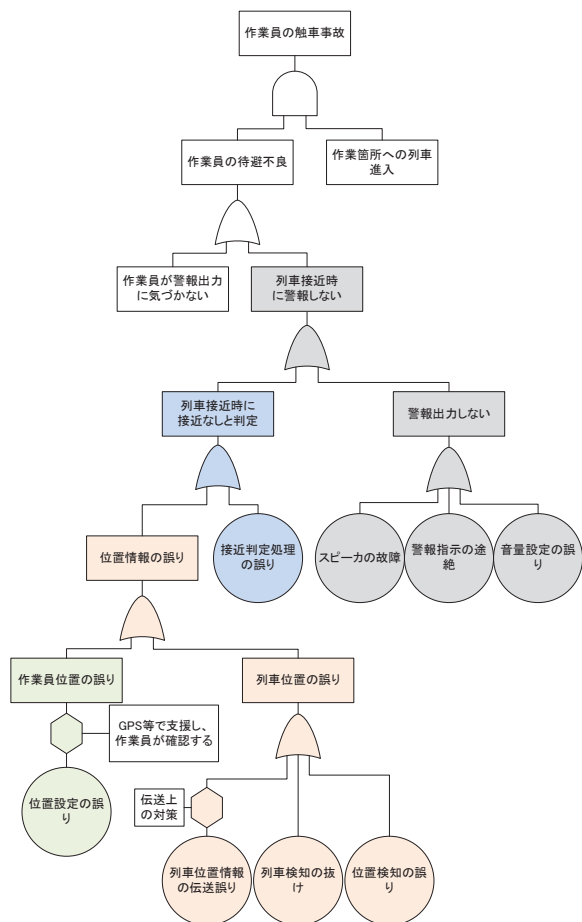 作業員の触車事故
作業員の待避不良
作業箇所への列車
進入
作業員が警報出力
に気づかない
列車接近時
に警報しない
列車接近時に
接近なしと判定
警報出力しない
位置情報の誤り
接近判定処理
の誤り
スピーカの故障
警報指示の途
絶
音量設定の誤
り
作業員位置の誤り
列車位置の誤り
GPS等で支援し、
作業員が確認する
位置設定の誤
り
伝送上
の対策
列車位置情報
の伝送誤り
列車検知の抜
け
位置検知の誤
り